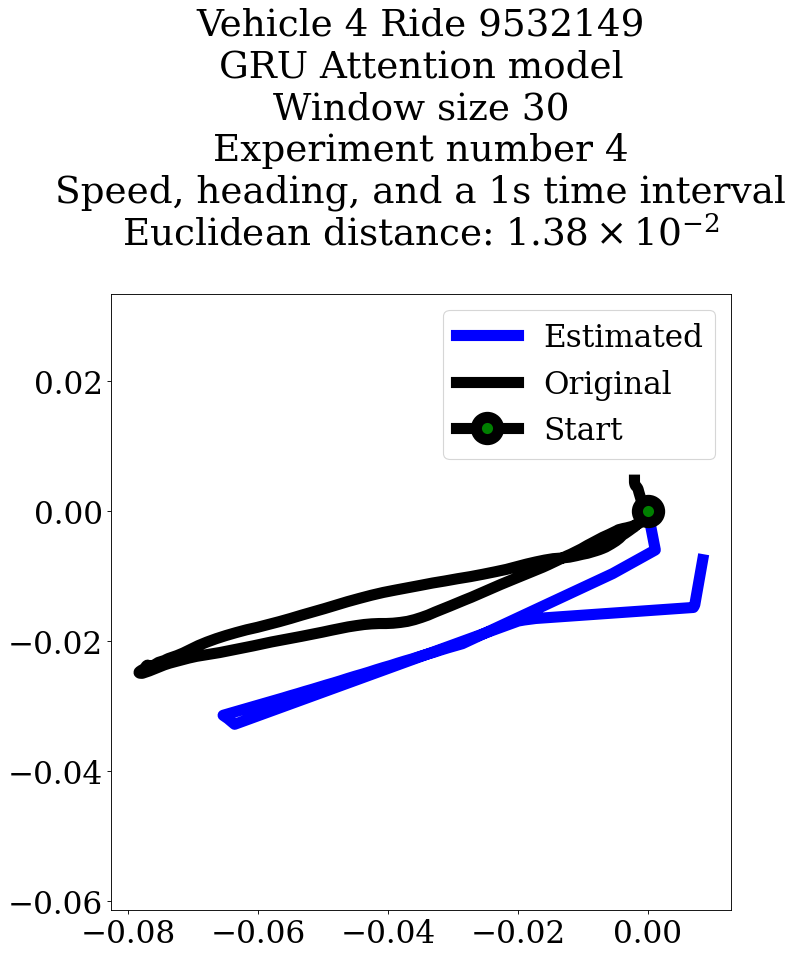 Vehicle 4 Ride 9532149
GRU Attention model
Window size 30
Experiment number 4
Speed, heading, and a 1s time interval
Euclidean distance: 1.38 × 10⁻²
Estimated
Original
Start
0.02
0.00
−0.02
−0.04
−0.06
−0.08 −0.06 −0.04 −0.02 0.00